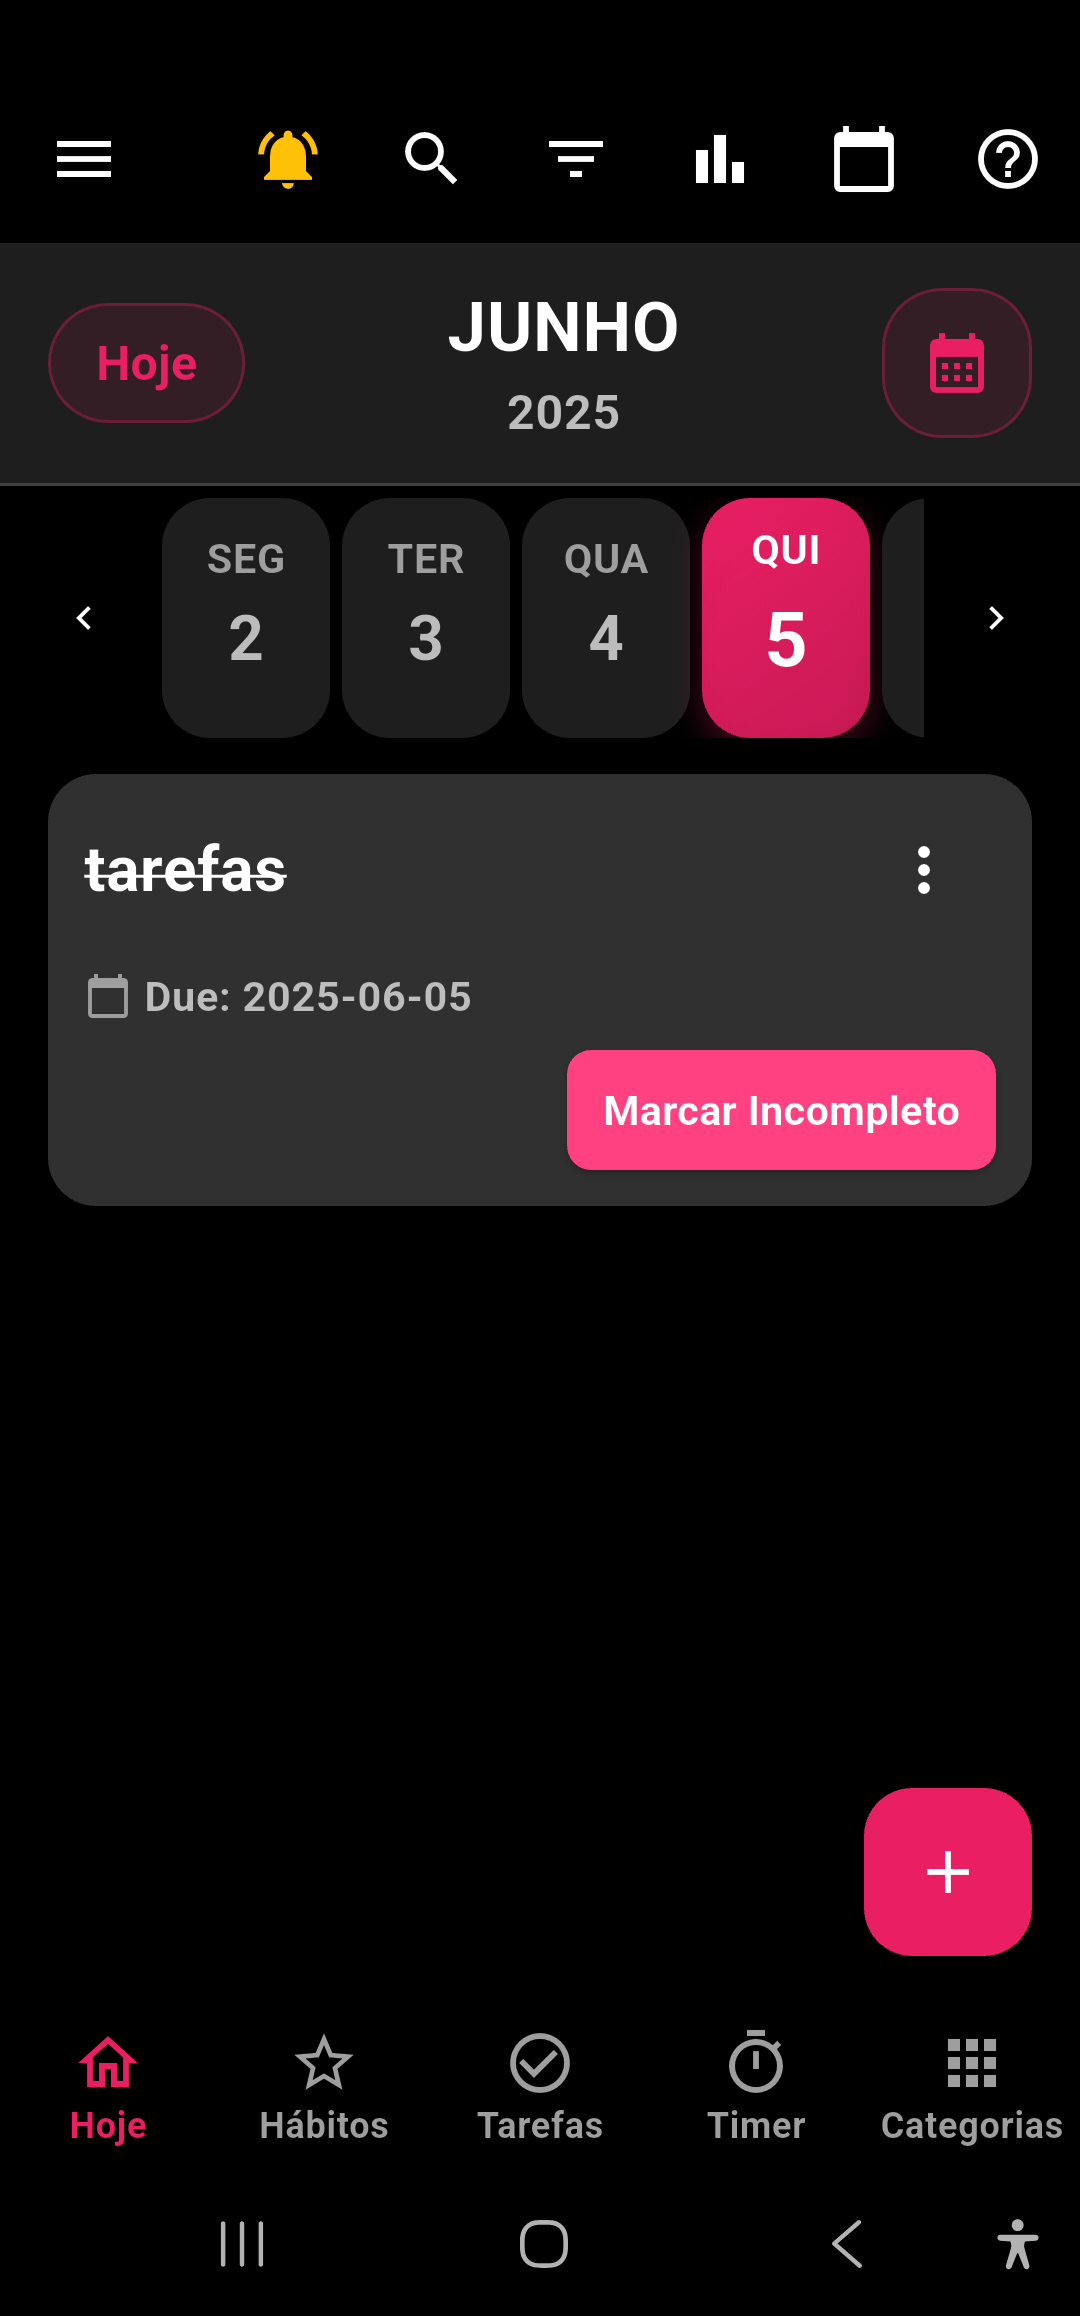 Hoje
JUNHO
2025
SEG
2
TER
3
QUA
4
QUI
5
tarefas
Due: 2025-06-05
Marcar Incompleto
Hoje
Hábitos
Tarefas
Timer
Categorias